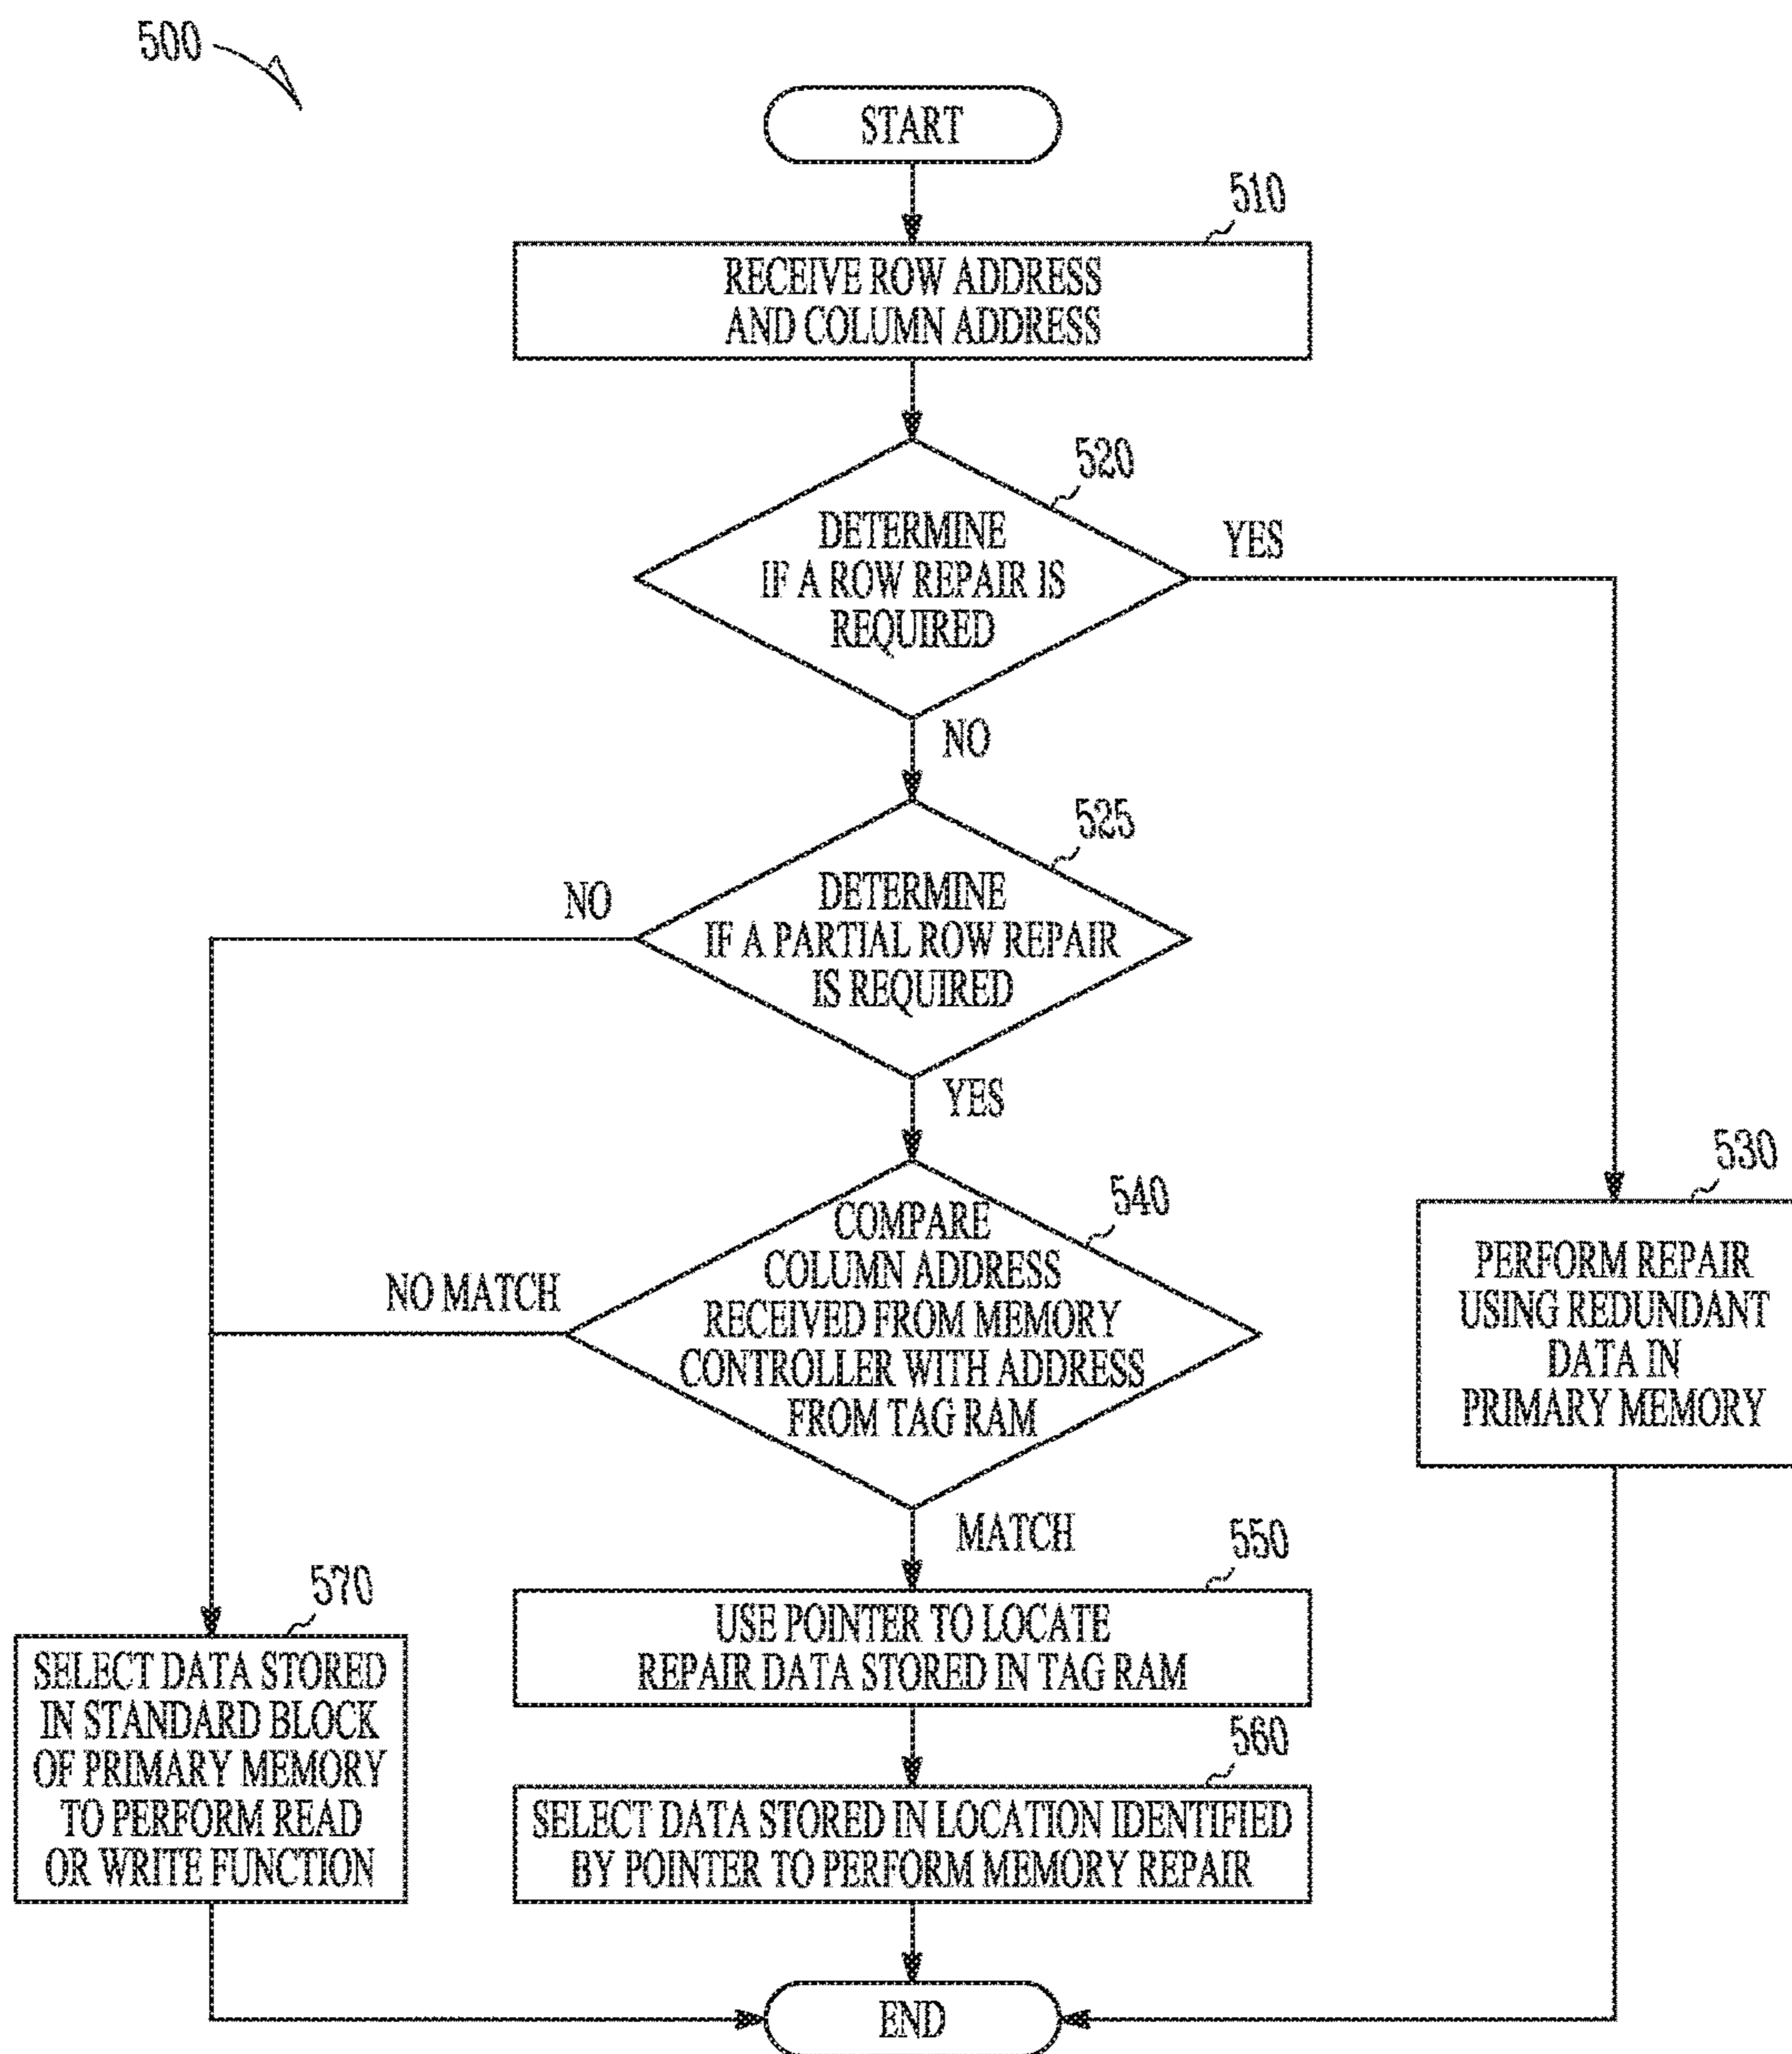 500
START
510
RECEIVE ROW ADDRESS
AND COLUMN ADDRESS
520
DETERMINE
IF A ROW REPAIR IS
REQUIRED
YES
NO
525
DETERMINE
IF A PARTIAL ROW REPAIR
IS REQUIRED
NO
YES
540
COMPARE
COLUMN ADDRESS
RECEIVED FROM MEMORY
CONTROLLER WITH ADDRESS
FROM TAG RAM
NO MATCH
530
PERFORM REPAIR
USING REDUNDANT
DATA IN
PRIMARY MEMORY
MATCH
550
USE POINTER TO LOCATE
REPAIR DATA STORED IN TAG RAM
570
SELECT DATA STORED
IN STANDARD BLOCK
OF PRIMARY MEMORY
TO PERFORM READ
OR WRITE FUNCTION
560
SELECT DATA STORED IN LOCATION IDENTIFIED
BY POINTER TO PERFORM MEMORY REPAIR
END